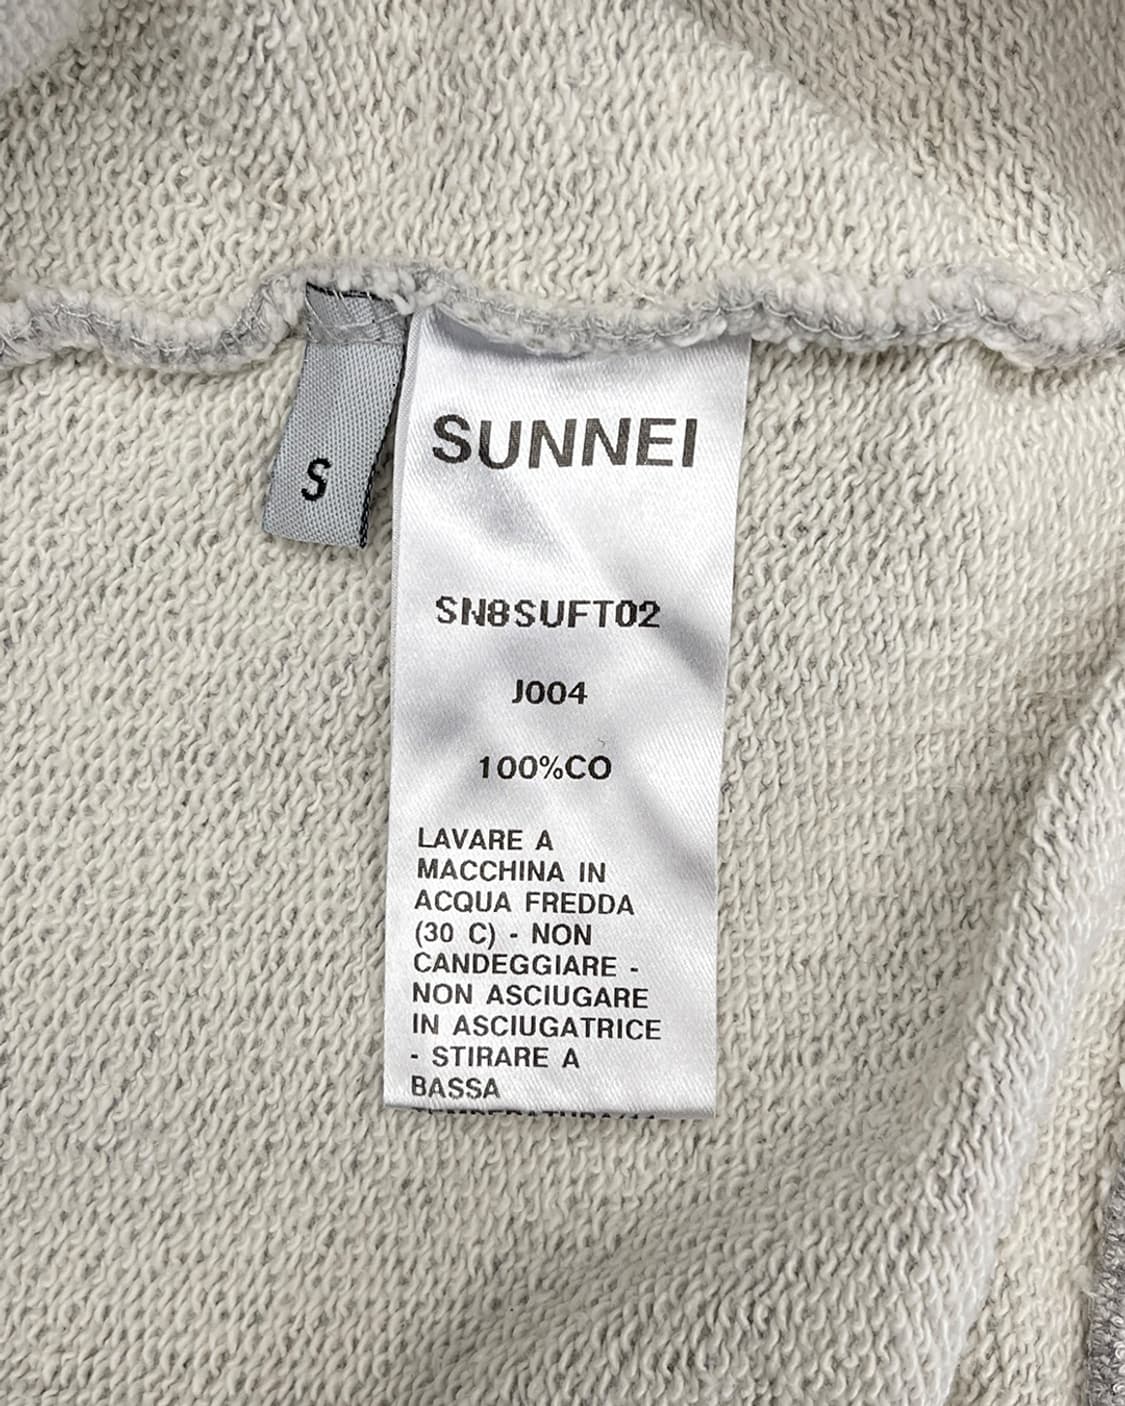 S
SUNNEI
SN8SUFT02
J004
100%CO
LAVARE A
MACCHINA IN
ACQUA FREDDA
(30 C) - NON
CANDEGGIARE -
NON ASCIUGARE
IN ASCIUGATRICE
- STIRARE A
BASSA